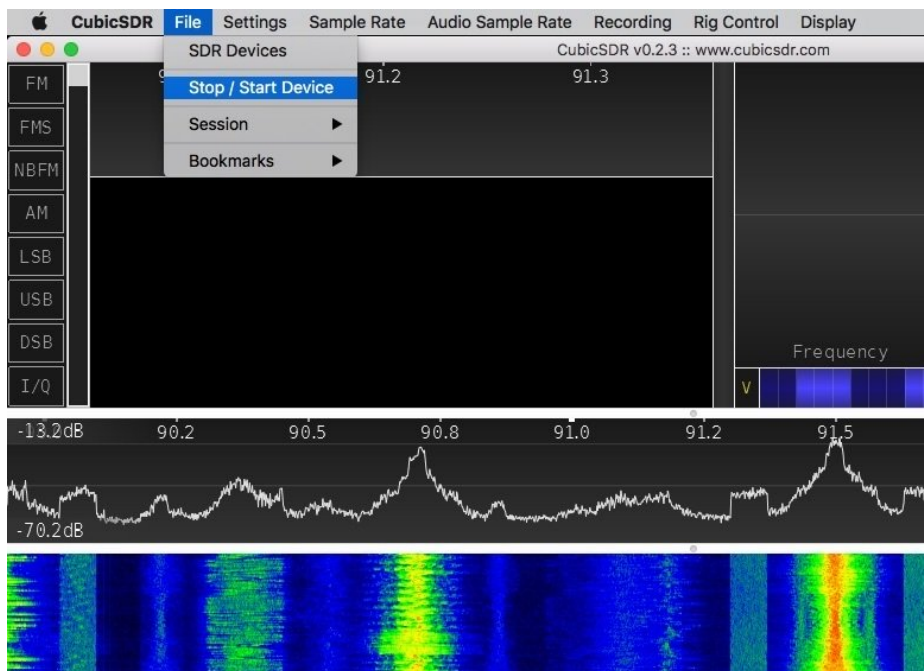 CubicSDR File Settings Sample Rate Audio Sample Rate Recording Rig Control Display
CubicSDR v0.2.3 :: www.cubicsdr.com
SDR Devices
Stop / Start Device
Session
Bookmarks
91.2 91.3
FM
FMS
NBFM
AM
LSB
USB
DSB
I/Q
Frequency
V
-13.2dB 90.2 90.5 90.8 91.0 91.2 91.5
-70.2dB